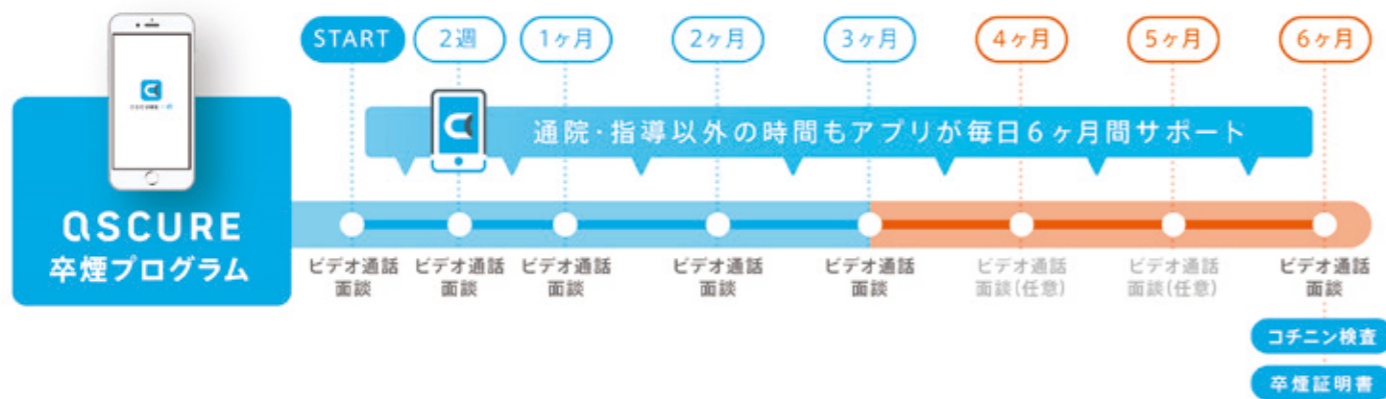 START
2週
1ヶ月
2ヶ月
3ヶ月
4ヶ月
5ヶ月
6ヶ月
通院・指導以外の時間もアプリが毎日6ヶ月間サポート
ascure
卒煙プログラム
ビデオ通話
面談
ビデオ通話
面談
ビデオ通話
面談
ビデオ通話
面談
ビデオ通話
面談
ビデオ通話
面談(任意)
ビデオ通話
面談(任意)
ビデオ通話
面談
コチニン検査
卒煙証明書